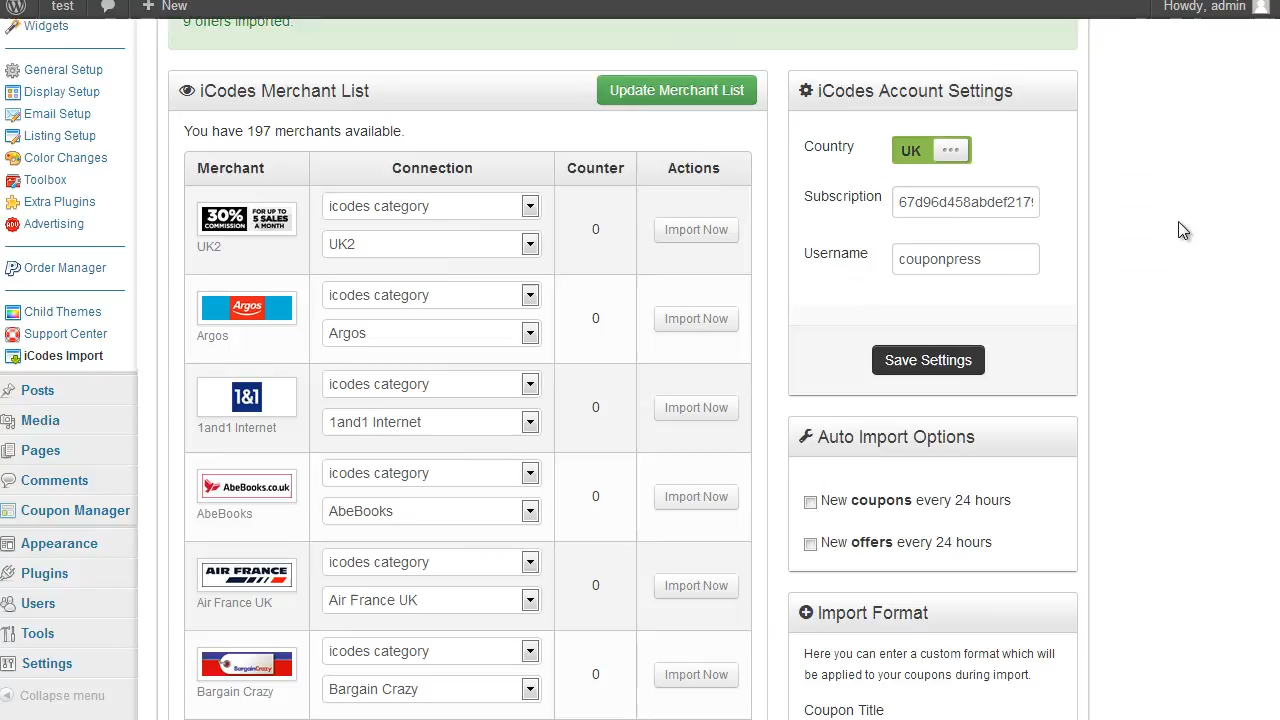 test
New
Howdy, admin
9 offers imported.
Widgets
General Setup
Display Setup
Email Setup
Listing Setup
Color Changes
Toolbox
Extra Plugins
Advertising
Order Manager
Child Themes
Support Center
iCodes Import
Posts
Media
Pages
Comments
Coupon Manager
Appearance
Plugins
Users
Tools
Settings
Collapse menu
iCodes Merchant List
Update Merchant List
You have 197 merchants available.
Merchant Connection Counter Actions
30% COMMISSION FOR UP TO 5 SALES A MONTH
UK2
icodes category
UK2
0
Import Now
Argos
Argos
icodes category
Argos
0
Import Now
1&1
1and1 Internet
icodes category
1and1 Internet
0
Import Now
AbeBooks.co.uk
AbeBooks
icodes category
AbeBooks
0
Import Now
AIR FRANCE
Air France UK
icodes category
Air France UK
0
Import Now
BargainCrazy
Bargain Crazy
icodes category
Bargain Crazy
0
Import Now
iCodes Account Settings
Country UK
Subscription 67d96d458abdef217
Username couponpress
Save Settings
Auto Import Options
New coupons every 24 hours
New offers every 24 hours
Import Format
Here you can enter a custom format which will
be applied to your coupons during import.
Coupon Title